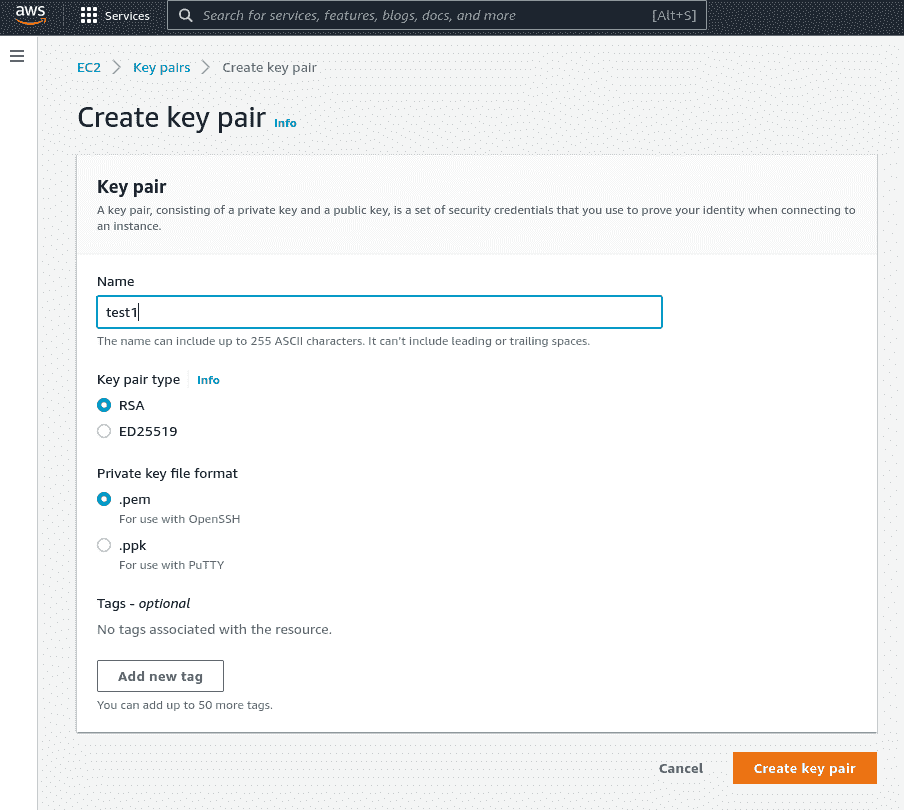 aws
Services
Search for services, features, blogs, docs, and more
[Alt+S]
EC2
Key pairs
Create key pair
Create key pair Info
Key pair
A key pair, consisting of a private key and a public key, is a set of security credentials that you use to prove your identity when connecting to
an instance.
Name
test1
The name can include up to 255 ASCII characters. It can't include leading or trailing spaces.
Key pair type
Info
RSA
ED25519
Private key file format
.pem
For use with OpenSSH
.ppk
For use with PuTTY
Tags - optional
No tags associated with the resource.
Add new tag
You can add up to 50 more tags.
Cancel
Create key pair